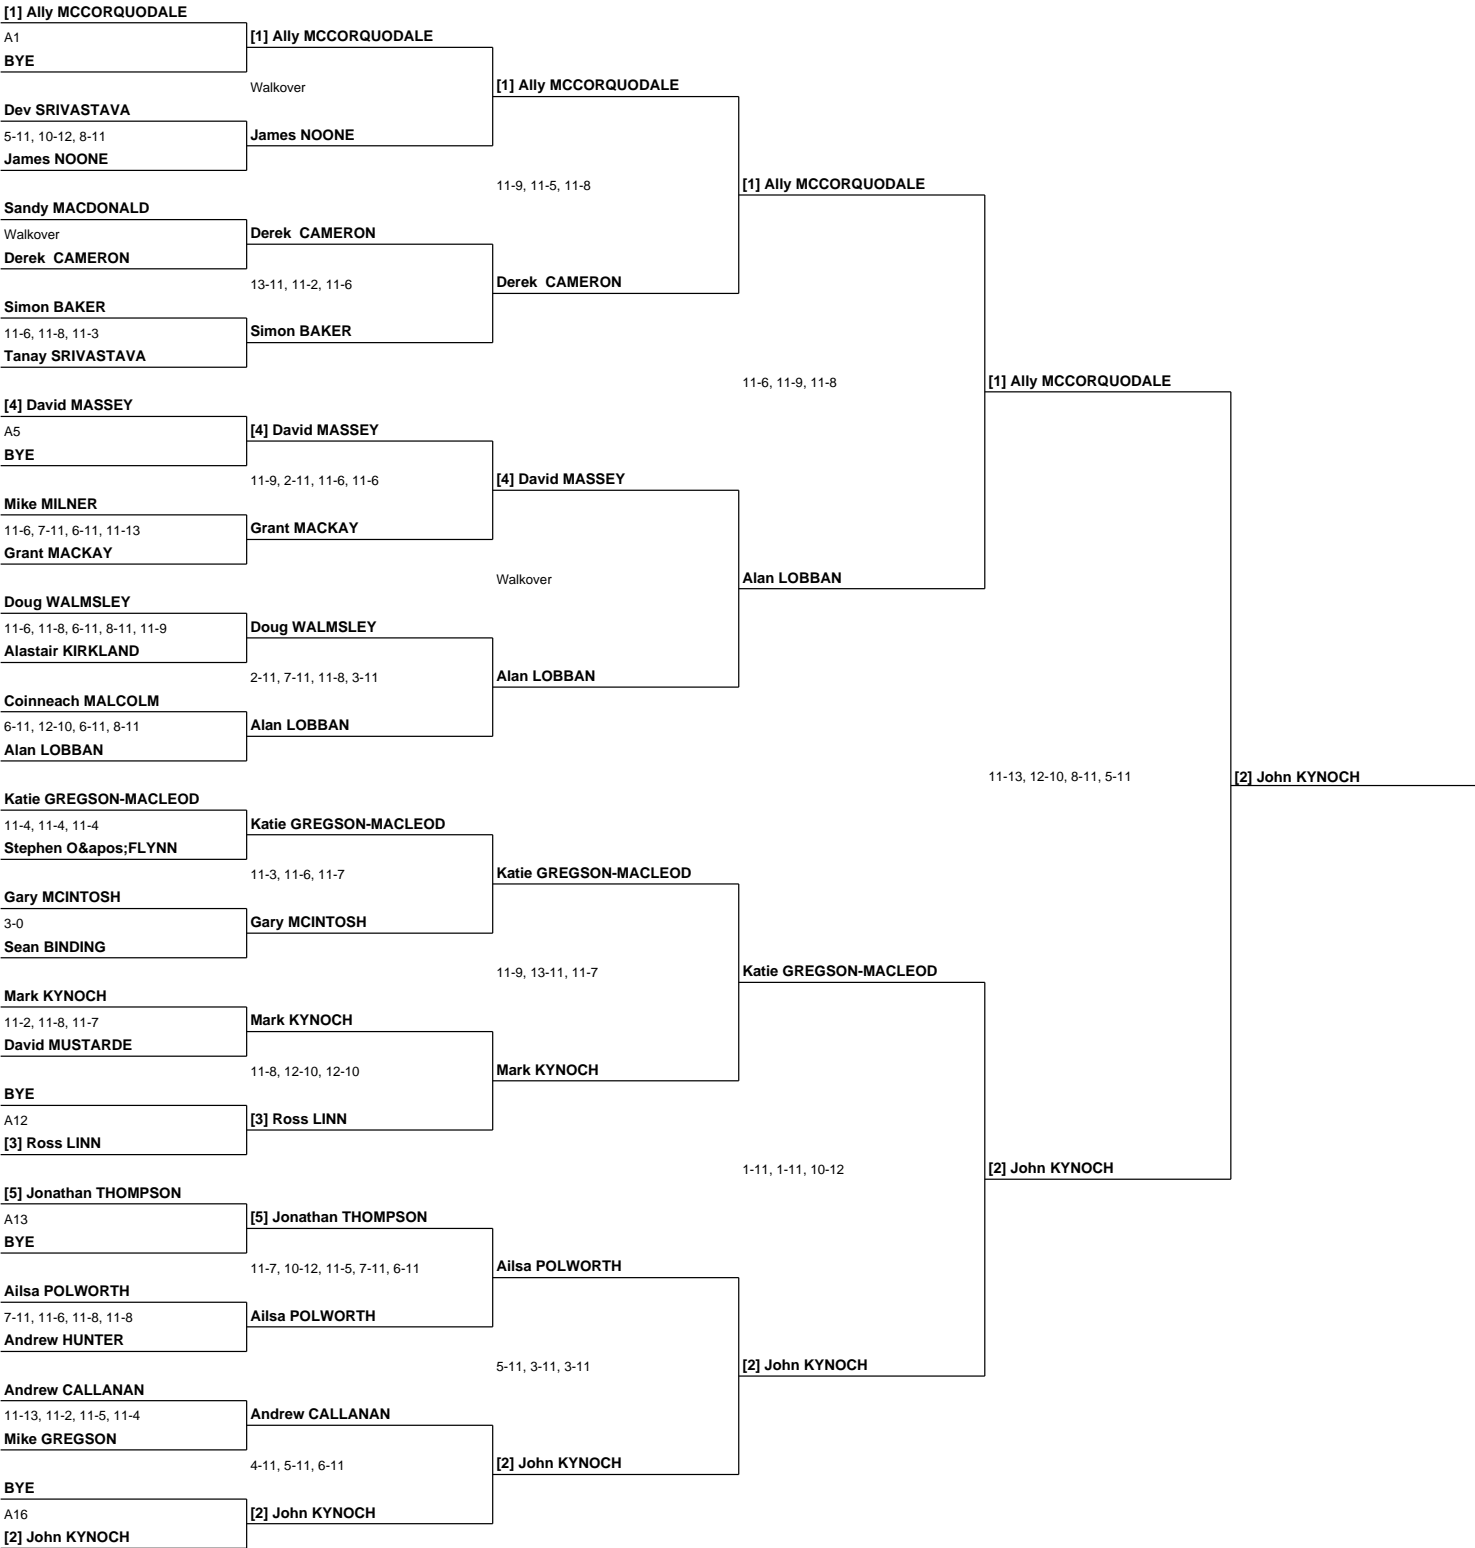 [1] Ally MCCORQUODALE
A1
BYE
Dev SRIVASTAVA
5-11, 10-12, 8-11
James NOONE
Sandy MACDONALD
Walkover
Derek  CAMERON
Simon BAKER
11-6, 11-8, 11-3
Tanay SRIVASTAVA
[4] David MASSEY
A5
BYE
Mike MILNER
11-6, 7-11, 6-11, 11-13
Grant MACKAY
Doug WALMSLEY
11-6, 11-8, 6-11, 8-11, 11-9
Alastair KIRKLAND
Coinneach MALCOLM
6-11, 12-10, 6-11, 8-11
Alan LOBBAN
Katie GREGSON-MACLEOD
11-4, 11-4, 11-4
Stephen O&apos;FLYNN
Gary MCINTOSH
3-0
Sean BINDING
Mark KYNOCH
11-2, 11-8, 11-7
David MUSTARDE
BYE
A12
[3] Ross LINN
[5] Jonathan THOMPSON
A13
BYE
Ailsa POLWORTH
7-11, 11-6, 11-8, 11-8
Andrew HUNTER
Andrew CALLANAN
11-13, 11-2, 11-5, 11-4
Mike GREGSON
BYE
A16
[2] John KYNOCH
[1] Ally MCCORQUODALE
Walkover
James NOONE
Derek  CAMERON
13-11, 11-2, 11-6
Simon BAKER
[4] David MASSEY
11-9, 2-11, 11-6, 11-6
Grant MACKAY
Doug WALMSLEY
2-11, 7-11, 11-8, 3-11
Alan LOBBAN
Katie GREGSON-MACLEOD
11-3, 11-6, 11-7
Gary MCINTOSH
Mark KYNOCH
11-8, 12-10, 12-10
[3] Ross LINN
[5] Jonathan THOMPSON
11-7, 10-12, 11-5, 7-11, 6-11
Ailsa POLWORTH
Andrew CALLANAN
4-11, 5-11, 6-11
[2] John KYNOCH
[1] Ally MCCORQUODALE
11-9, 11-5, 11-8
Derek  CAMERON
[4] David MASSEY
Walkover
Alan LOBBAN
Katie GREGSON-MACLEOD
11-9, 13-11, 11-7
Mark KYNOCH
Ailsa POLWORTH
5-11, 3-11, 3-11
[2] John KYNOCH
[1] Ally MCCORQUODALE
11-6, 11-9, 11-8
Alan LOBBAN
Katie GREGSON-MACLEOD
1-11, 1-11, 10-12
[2] John KYNOCH
[1] Ally MCCORQUODALE
11-13, 12-10, 8-11, 5-11
[2] John KYNOCH
[2] John KYNOCH